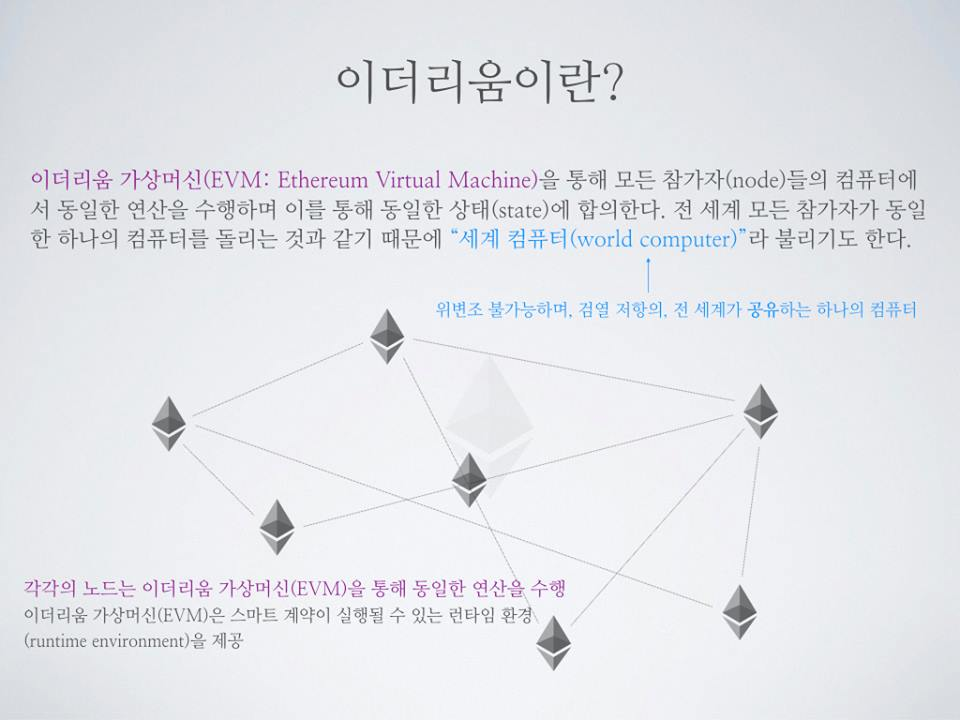 이더리움이란?
이더리움 가상머신(EVM: Ethereum Virtual Machine)을 통해 모든 참가자(node)들의 컴퓨터에
서 동일한 연산을 수행하며 이를 통해 동일한 상태(state)에 합의한다. 전 세계 모든 참가자가 동일
한 하나의 컴퓨터를 돌리는 것과 같기 때문에 “세계 컴퓨터(world computer)”라 불리기도 한다.
위변조 불가능하며, 검열 저항의, 전 세계가 공유하는 하나의 컴퓨터
각각의 노드는 이더리움 가상머신(EVM)을 통해 동일한 연산을 수행
이더리움 가상머신(EVM)은 스마트 계약이 실행될 수 있는 런타임 환경
(runtime environment)을 제공